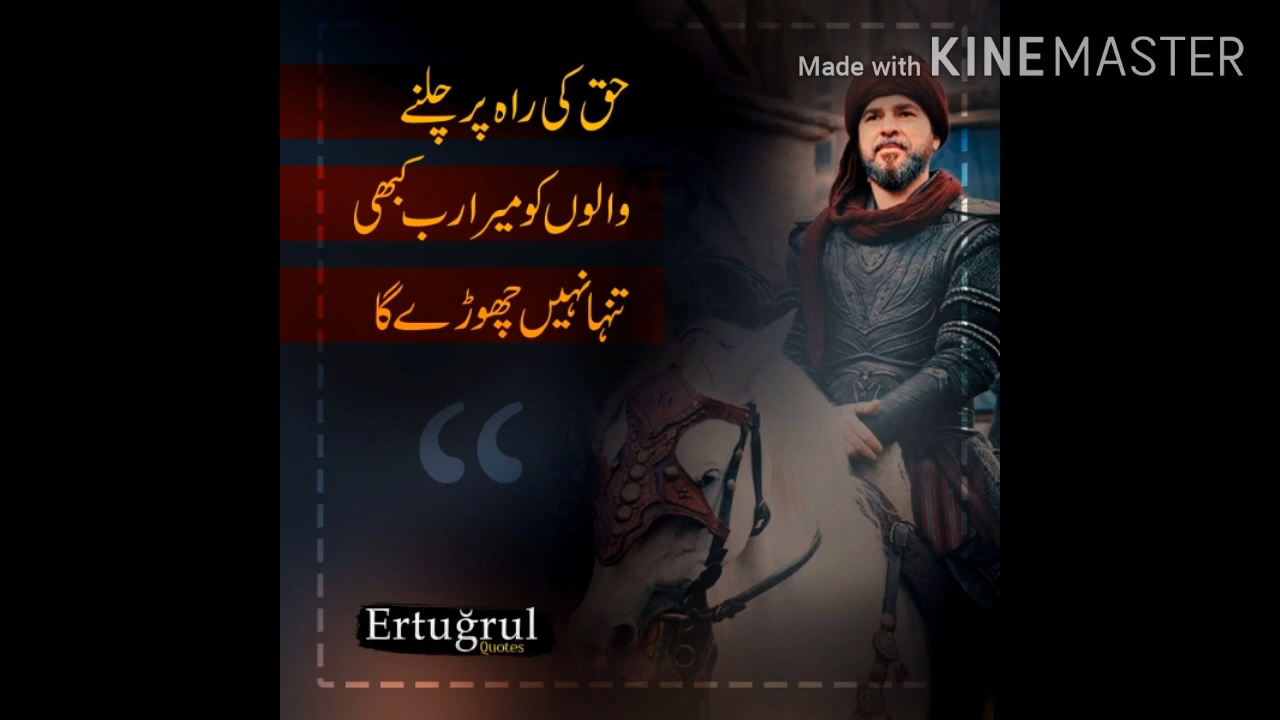 Made with KINEMASTER
حق کی راہ پر چلنے
والوں کو میرا رب کبھی
تنہا نہیں چھوڑے گا
“
Ertuğrul
Quotes